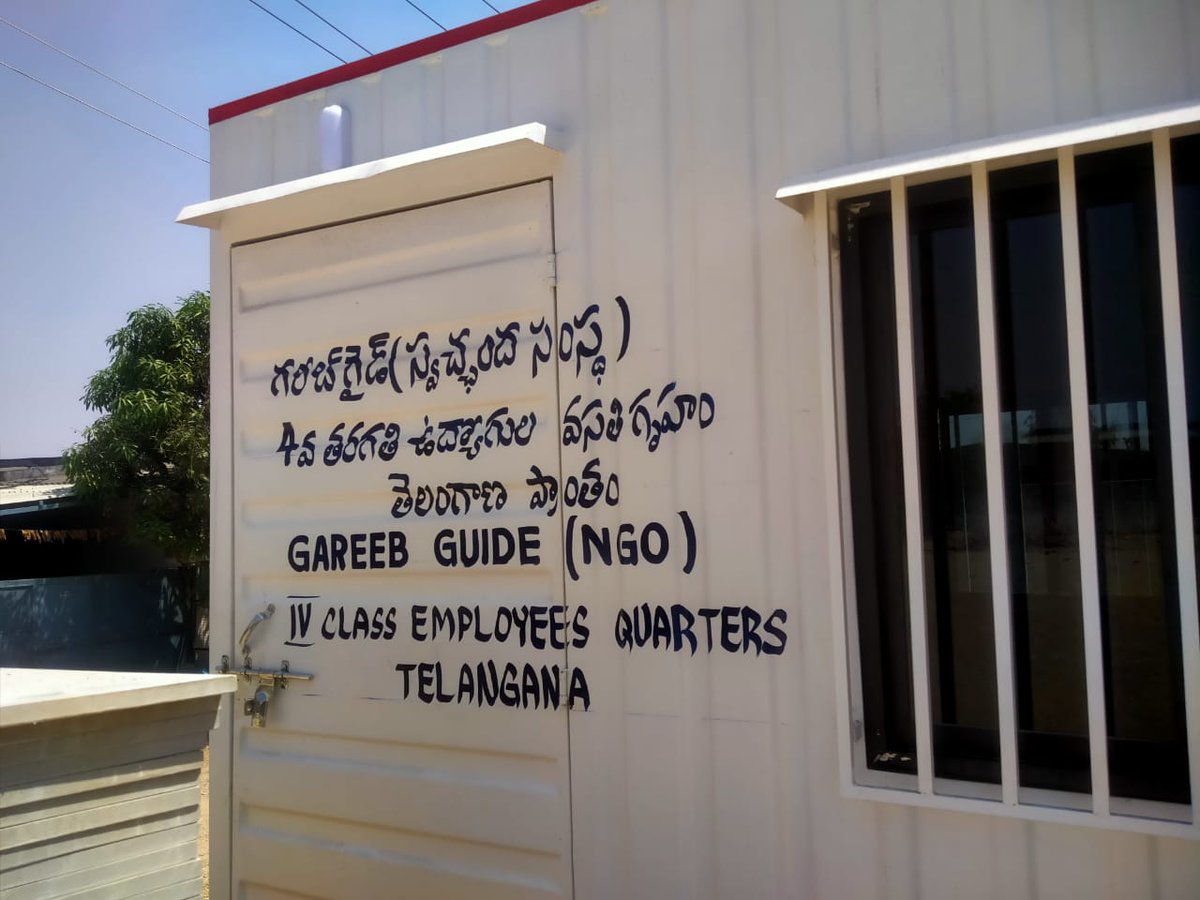 గరీబ్‌గైడ్(స్వచ్ఛంద సంస్థ)
4వ తరగతి ఉద్యోగుల వసతి గృహం
తెలంగాణ ప్రాంతం
GAREEB GUIDE (NGO)
IV CLASS EMPLOYEES QUARTERS
TELANGANA